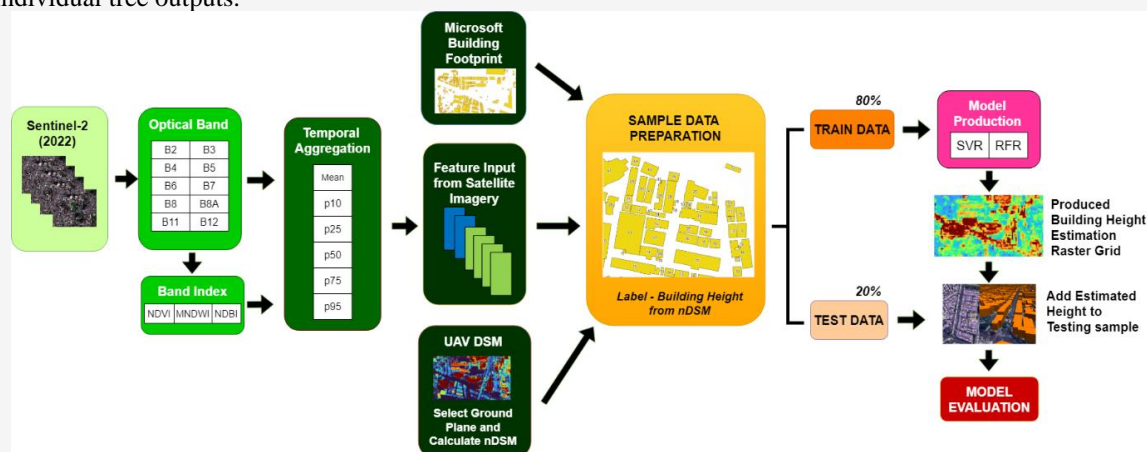 ndividual tree outputs.
Microsoft
Building
Footprint
Sentinel-2
(2022)
Optical Band
B2 B3
B4 B5
B6 B7
B8 B8A
B11 B12
Band Index
NDVI MNDWI NDBI
Temporal
Aggregation
Mean
p10
p25
p50
p75
p95
Feature Input
from Satellite
Imagery
UAV DSM
Select Ground
Plane and
Calculate nDSM
SAMPLE DATA
PREPARATION
Label - Building Height
from nDSM
80%
TRAIN DATA
20%
TEST DATA
Model
Production
SVR RFR
Produced
Building Height
Estimation
Raster Grid
Add Estimated
Height to
Testing sample
MODEL
EVALUATION